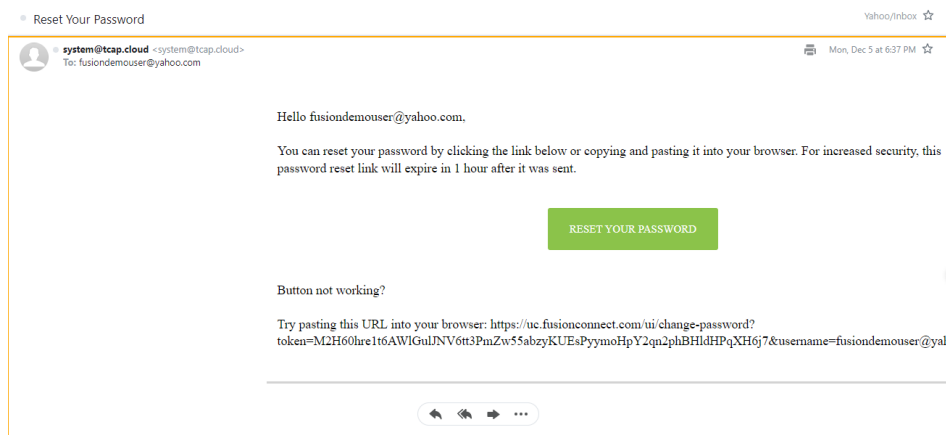 Reset Your Password
Yahoo/Inbox
system@tcap.cloud <system@tcap.cloud>
Mon, Dec 5 at 6:37 PM
To: fusiondemouser@yahoo.com
Hello fusiondemouser@yahoo.com,
You can reset your password by clicking the link below or copying and pasting it into your browser. For increased security, this
password reset link will expire in 1 hour after it was sent.
RESET YOUR PASSWORD
Button not working?
Try pasting this URL into your browser: https://uc.fusionconnect.com/ui/change-password?
token=M2H60hre1t6AWlGulJNV6tt3PmZw55abzyKUEsPyymoHpY2qn2phBHldHPqXH6j7&username=fusiondemouser@yal